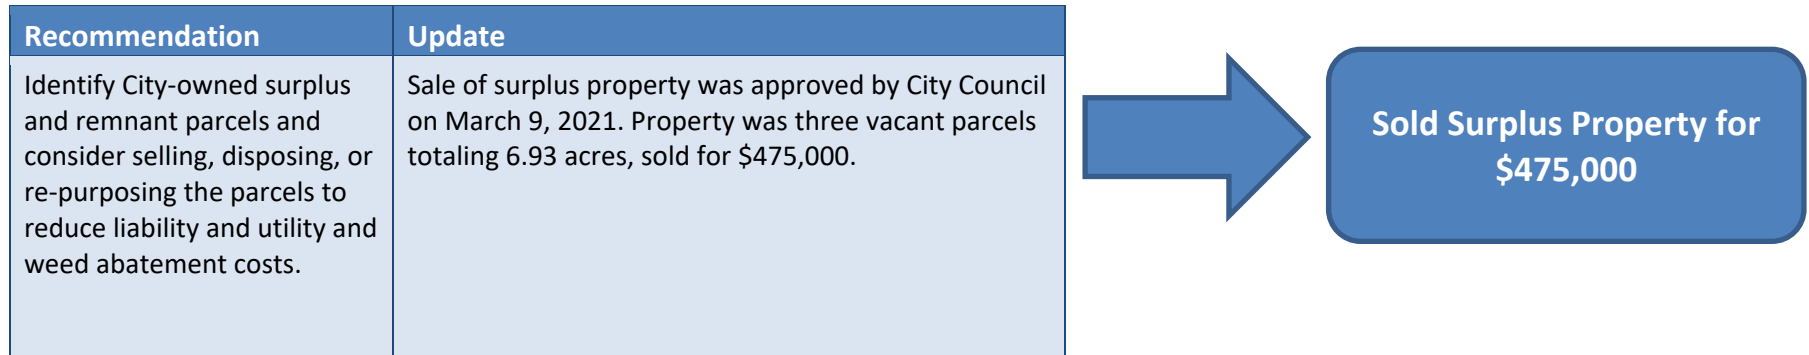 Recommendation
Update
Identify City-owned surplus
and remnant parcels and
consider selling, disposing, or
re-purposing the parcels to
reduce liability and utility and
weed abatement costs.
Sale of surplus property was approved by City Council
on March 9, 2021. Property was three vacant parcels
totaling 6.93 acres, sold for $475,000.
Sold Surplus Property for
$475,000